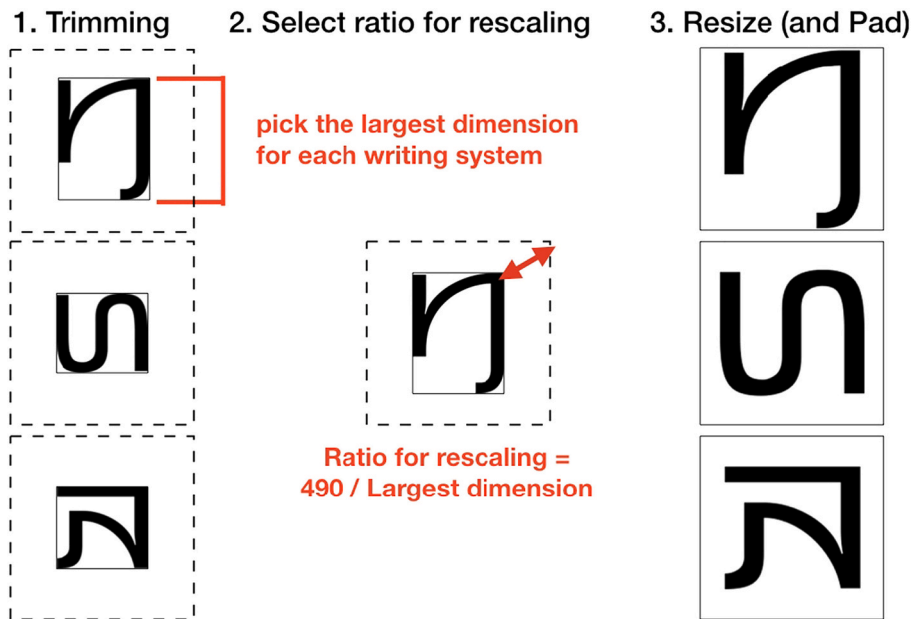 1. Trimming
2. Select ratio for rescaling
3. Resize (and Pad)
pick the largest dimension
for each writing system
Ratio for rescaling =
490 / Largest dimension